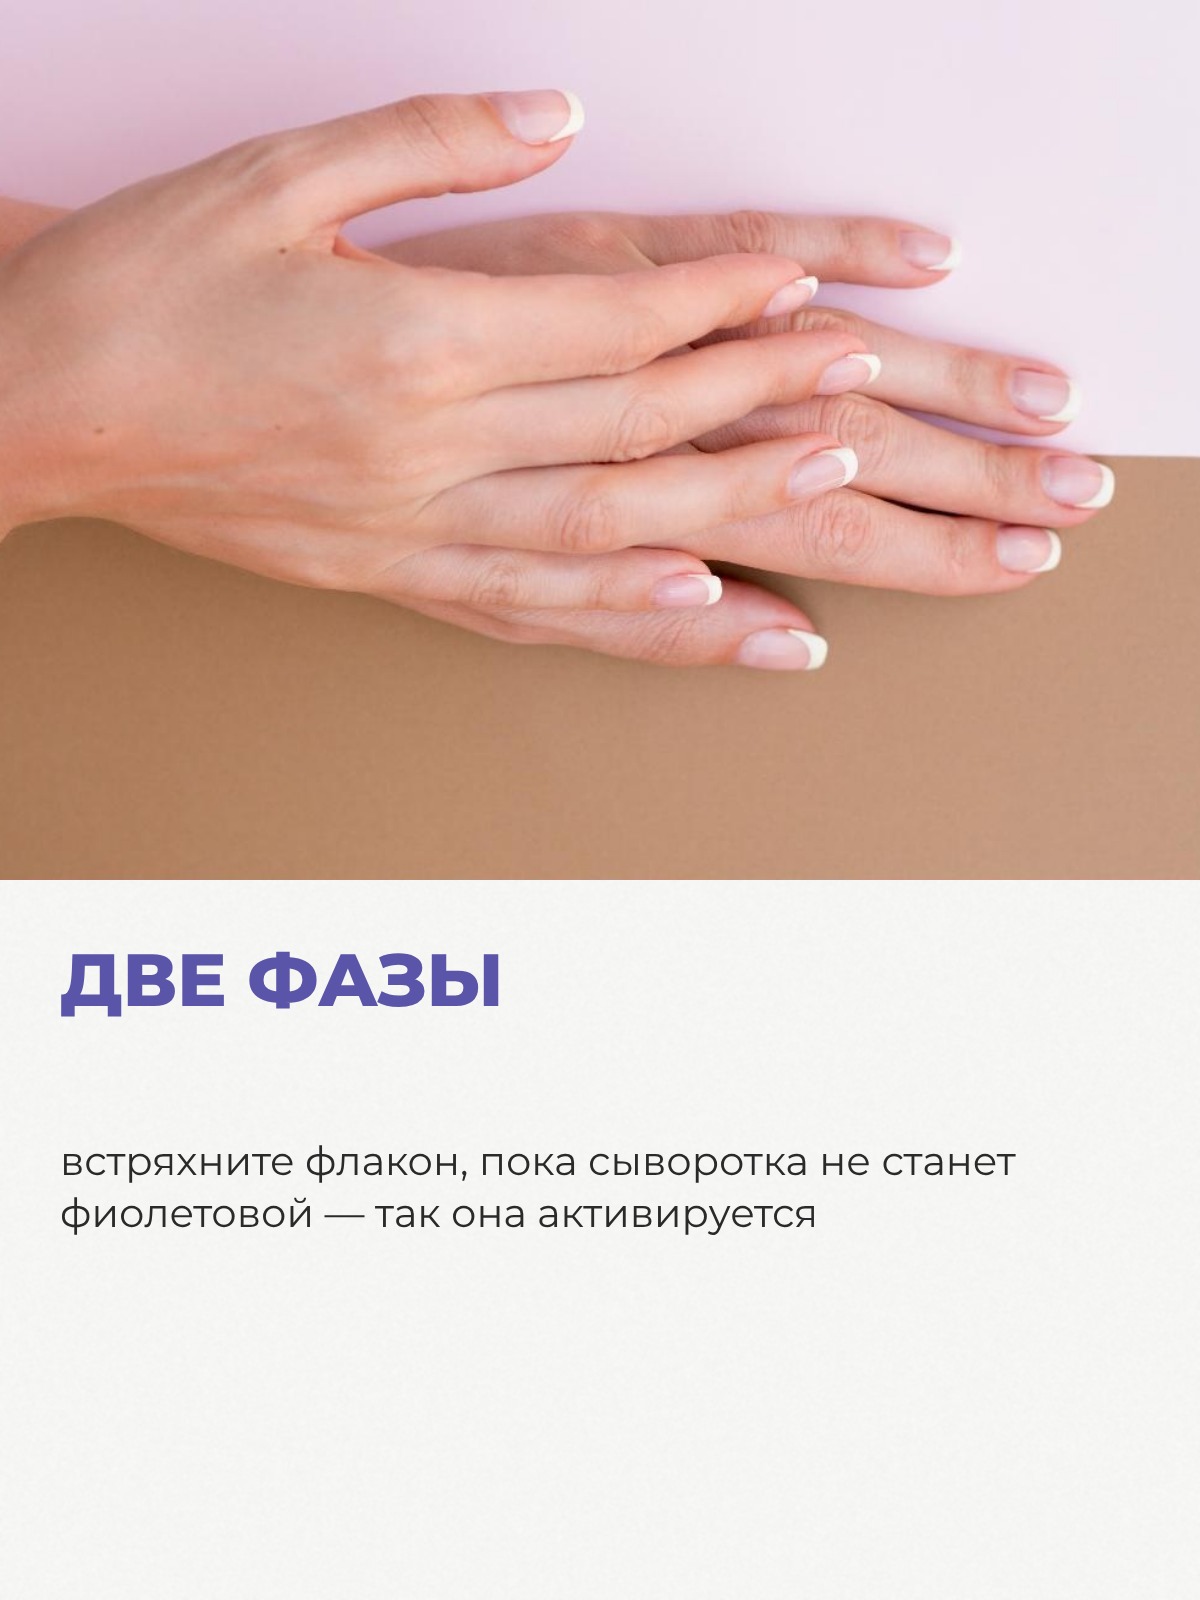 ДВЕ ФАЗЫ
встряхните флакон, пока сыворотка не станет
фиолетовой — так она активируется